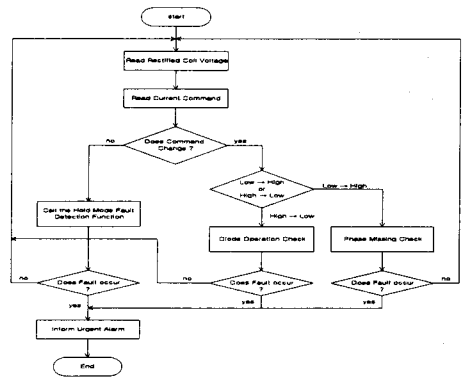 start
Read Rectified Coil Voltage
Read Current Command
Does Command
Change ?
no
yes
Low → High
or
High → Low
Low → High
High → Low
Call the Hold Mode Fault
Detection Function
Diode Operation Check
Phase Missing Check
Does Fault occur
?
no
yes
Does Fault occur
?
no
yes
Does Fault occur
?
no
yes
Inform Urgent Alarm
End